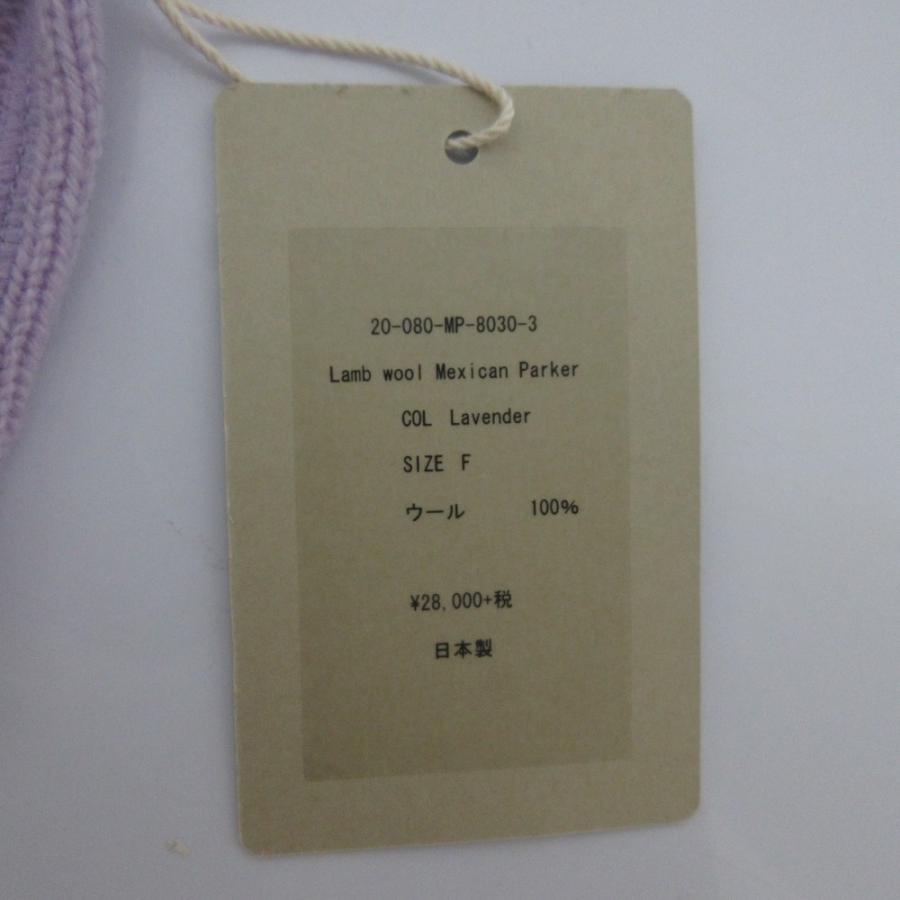 20-080-MP-8030-3
Lamb wool Mexican Parker
COL Lavender
SIZE F
ウール 100%
¥28,000+税
日本製